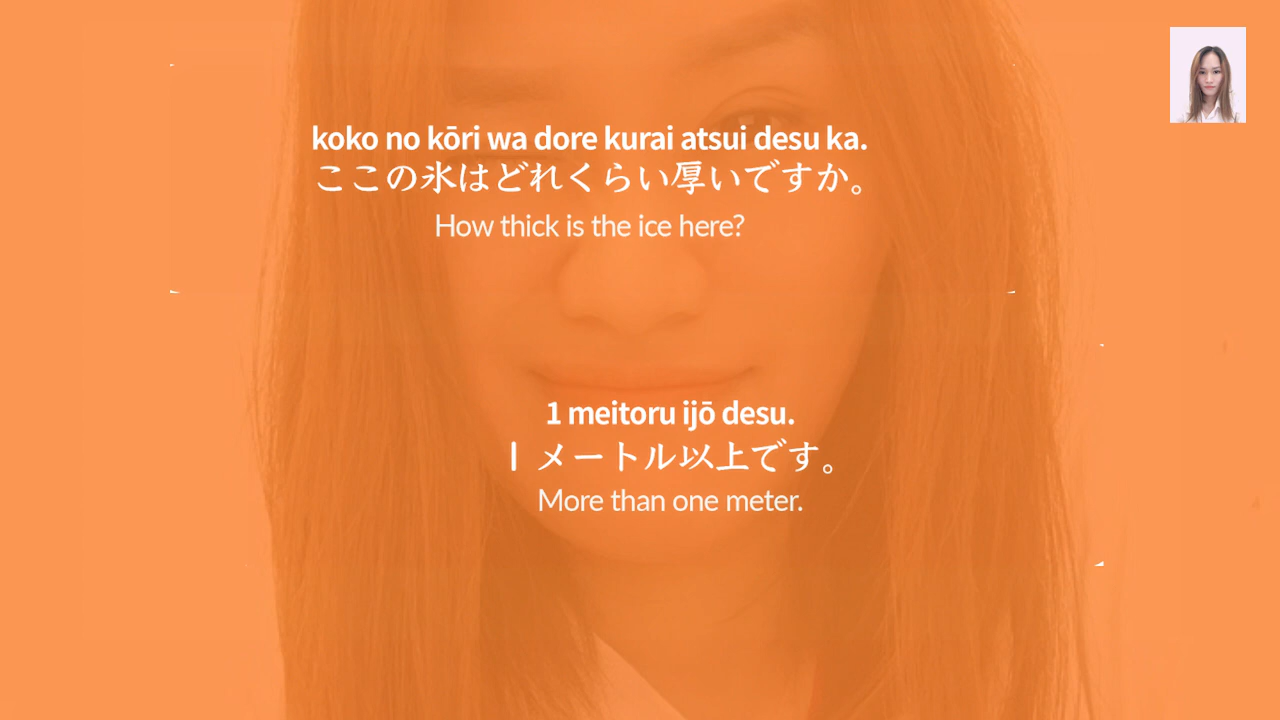 koko no kōri wa dore kurai atsui desu ka.
ここの氷はどれくらい厚いですか。
How thick is the ice here?
1 meitoru ijō desu.
1メートル以上です。
More than one meter.